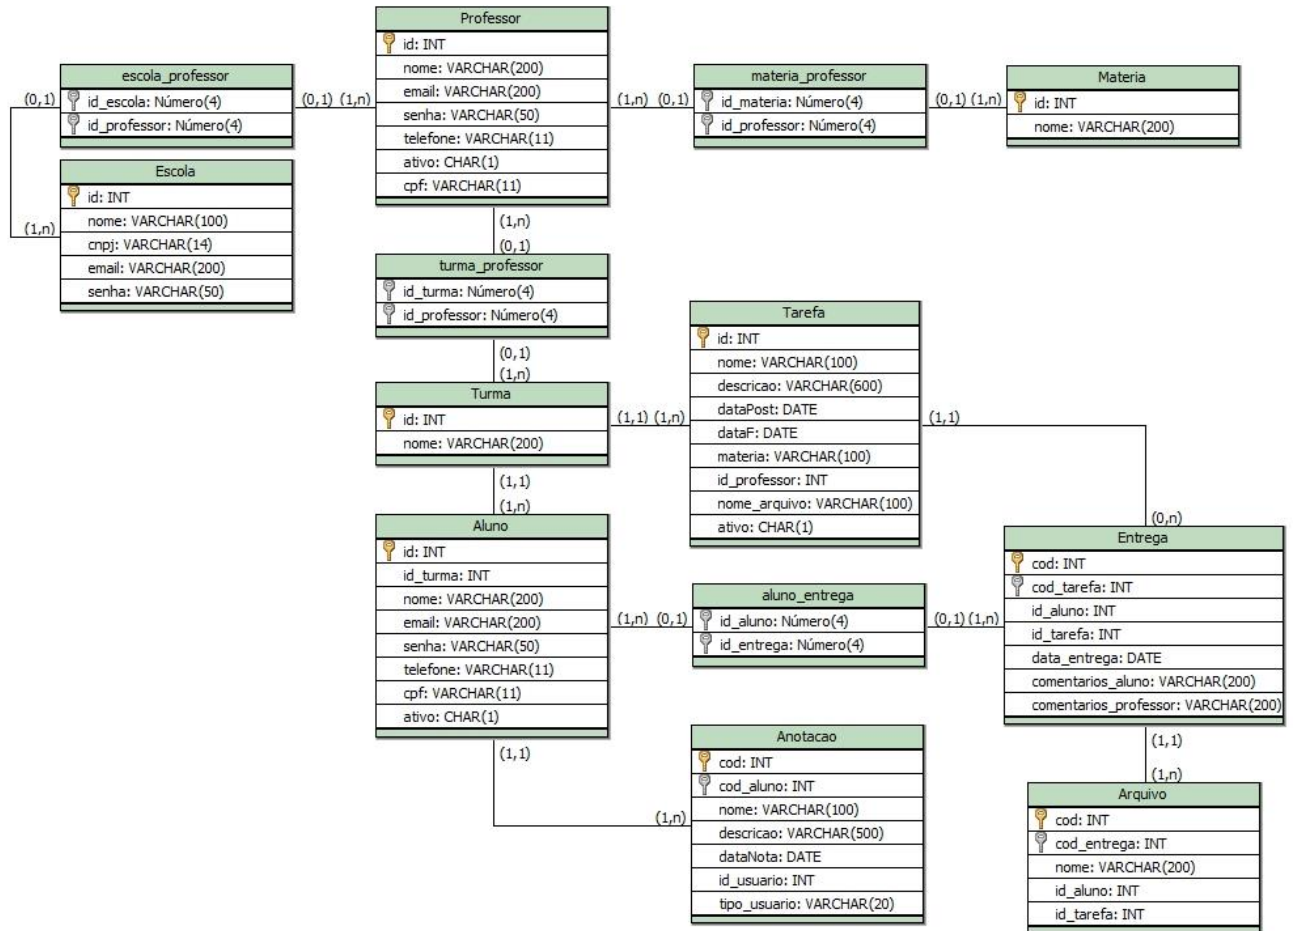 Professor
id: INT
nome: VARCHAR(200)
email: VARCHAR(200)
senha: VARCHAR(50)
telefone: VARCHAR(11)
ativo: CHAR(1)
cpf: VARCHAR(11)
escola_professor
id_escola: Número(4)
id_professor: Número(4)
(0,1)
(0,1) (1,n)
Escola
id: INT
nome: VARCHAR(100)
cnpj: VARCHAR(14)
email: VARCHAR(200)
senha: VARCHAR(50)
(1,n)
(1,n) (0,1)
materia_professor
id_materia: Número(4)
id_professor: Número(4)
(0,1) (1,n)
Materia
id: INT
nome: VARCHAR(200)
(1,n)
(0,1)
turma_professor
id_turma: Número(4)
id_professor: Número(4)
(0,1)
(1,n)
Turma
id: INT
nome: VARCHAR(200)
(1,1) (1,n)
Tarefa
id: INT
nome: VARCHAR(100)
descricao: VARCHAR(600)
dataPost: DATE
dataF: DATE
materia: VARCHAR(100)
id_professor: INT
nome_arquivo: VARCHAR(100)
ativo: CHAR(1)
(1,1)
(0,n)
(1,1)
(1,n)
Aluno
id: INT
id_turma: INT
nome: VARCHAR(200)
email: VARCHAR(200)
senha: VARCHAR(50)
telefone: VARCHAR(11)
cpf: VARCHAR(11)
ativo: CHAR(1)
(1,n) (0,1)
aluno_entrega
id_aluno: Número(4)
id_entrega: Número(4)
(0,1) (1,n)
Entrega
cod: INT
cod_tarefa: INT
id_aluno: INT
id_tarefa: INT
data_entrega: DATE
comentarios_aluno: VARCHAR(200)
comentarios_professor: VARCHAR(200)
(1,1)
(1,n)
Anotacao
cod: INT
cod_aluno: INT
nome: VARCHAR(100)
descricao: VARCHAR(500)
dataNota: DATE
id_usuario: INT
tipo_usuario: VARCHAR(20)
(1,1)
(1,n)
Arquivo
cod: INT
cod_entrega: INT
nome: VARCHAR(200)
id_aluno: INT
id_tarefa: INT